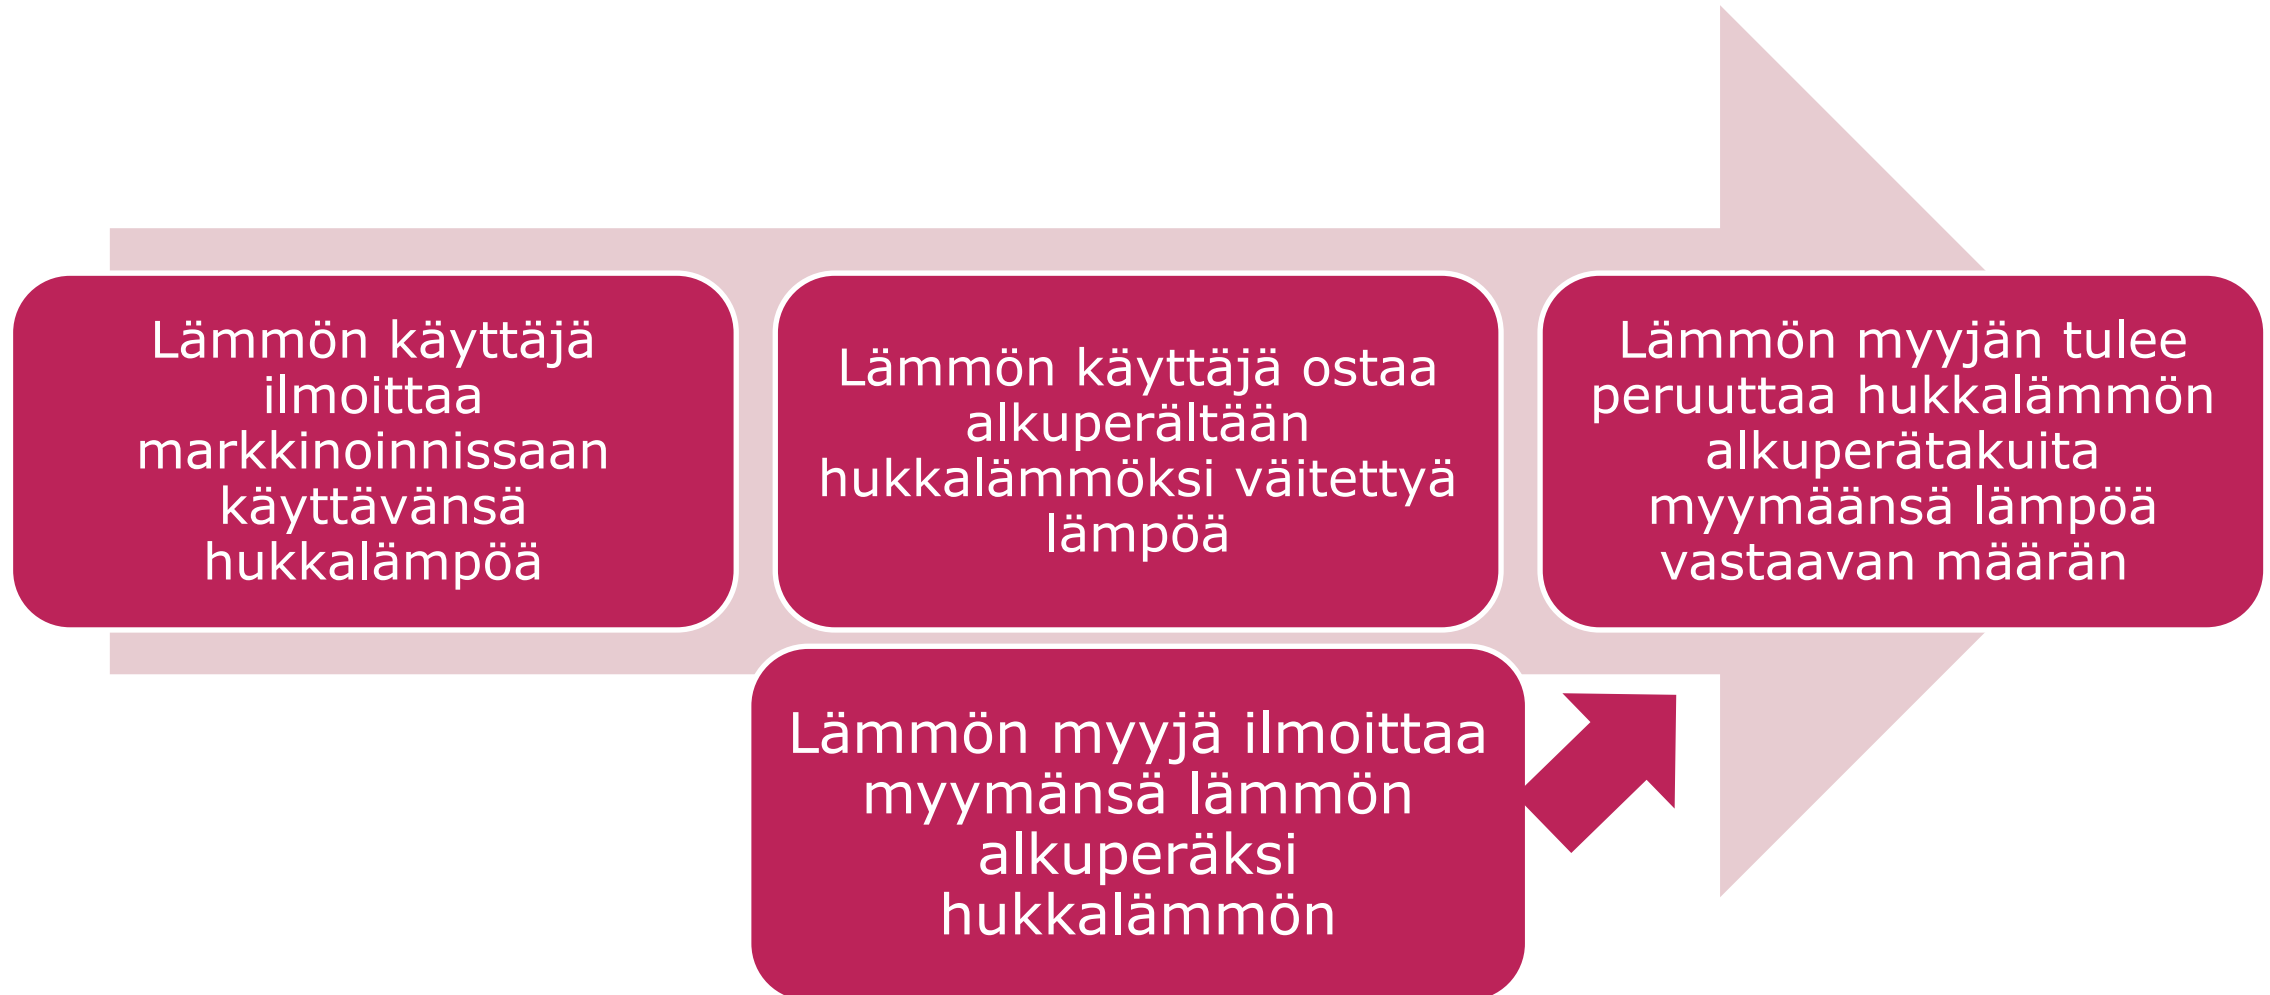 Lämmön käyttäjä
ilmoittaa
markkinoinnissaan
käyttävänsä
hukkalämpöä
Lämmön käyttäjä ostaa
alkuperältään
hukkalämmöksi väitettyä
lämpöä
Lämmön myyjän tulee
peruuttaa hukkalämmön
alkuperätakuita
myymäänsä lämpöä
vastaavan määrän
Lämmön myyjä ilmoittaa
myymänsä lämmön
alkuperäksi
hukkalämmön